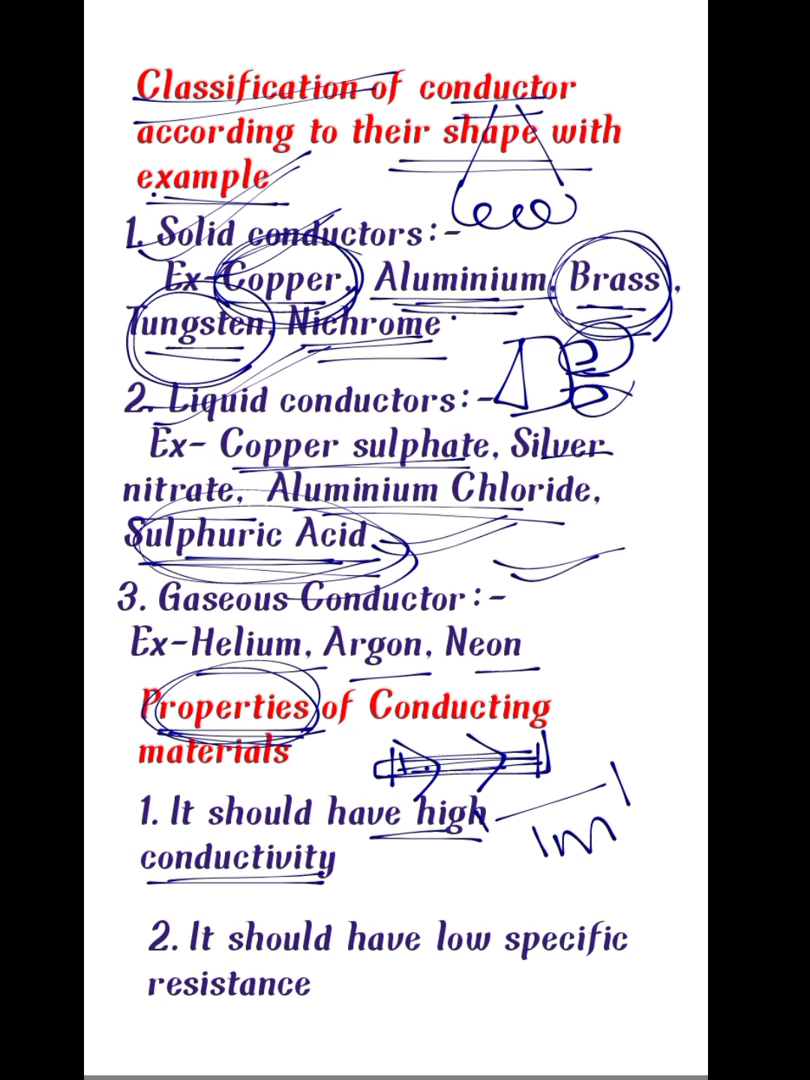 Classification of conductor
according to their shape with
example
1. Solid conductors:-
Ex-Copper, Aluminium, Brass,
Tungsten, Nichrome
2. Liquid conductors:-
Ex- Copper sulphate, Silver
nitrate, Aluminium Chloride,
Sulphuric Acid
3. Gaseous Conductor:-
Ex-Helium, Argon, Neon
Properties of Conducting
materials
1. It should have high
conductivity
1m
2. It should have low specific
resistance